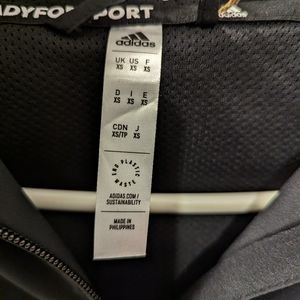 ADYFORSPORT
adidas
adidas
UK US F
XS XS XS
D I E
XS XS XS
CDN J
XS/TP XS
END PLASTIC WASTE
ADIDAS.COM/
SUSTAINABILITY
MADE IN
PHILIPPINES